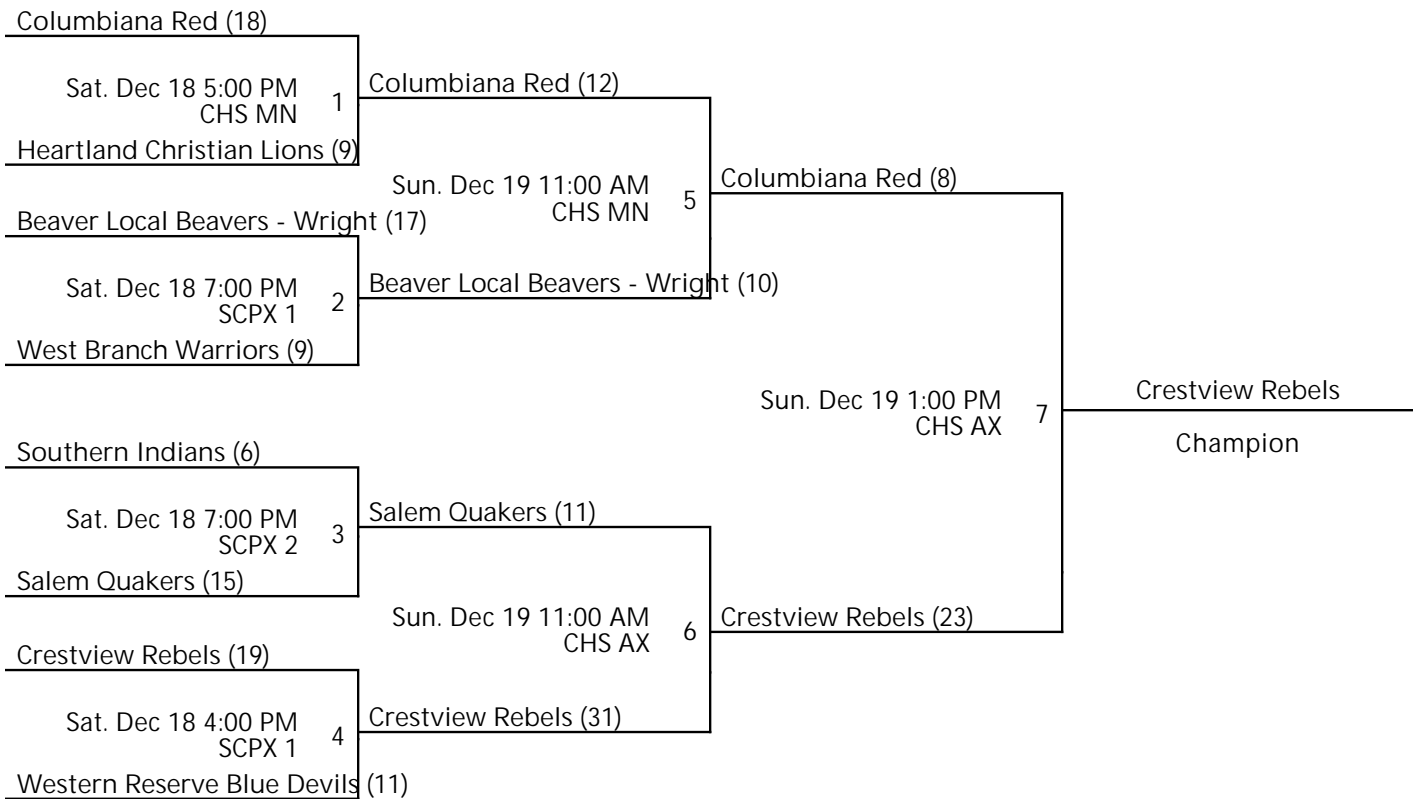 Columbiana Red (18)
Sat. Dec 18 5:00 PM
CHS MN
1
Heartland Christian Lions (9)
Columbiana Red (12)
Beaver Local Beavers - Wright (17)
Sat. Dec 18 7:00 PM
SCPX 1
2
West Branch Warriors (9)
Sun. Dec 19 11:00 AM
CHS MN
5
Beaver Local Beavers - Wright (10)
Columbiana Red (8)
Southern Indians (6)
Sat. Dec 18 7:00 PM
SCPX 2
3
Salem Quakers (15)
Salem Quakers (11)
Crestview Rebels (19)
Sat. Dec 18 4:00 PM
SCPX 1
4
Western Reserve Blue Devils (11)
Sun. Dec 19 11:00 AM
CHS AX
6
Crestview Rebels (31)
Crestview Rebels (23)
Sun. Dec 19 1:00 PM
CHS AX
7
Crestview Rebels
Champion